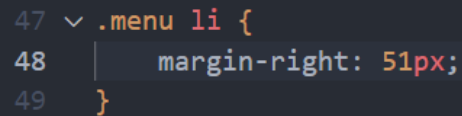 47 .menu li {
48 margin-right: 51px;
49 }